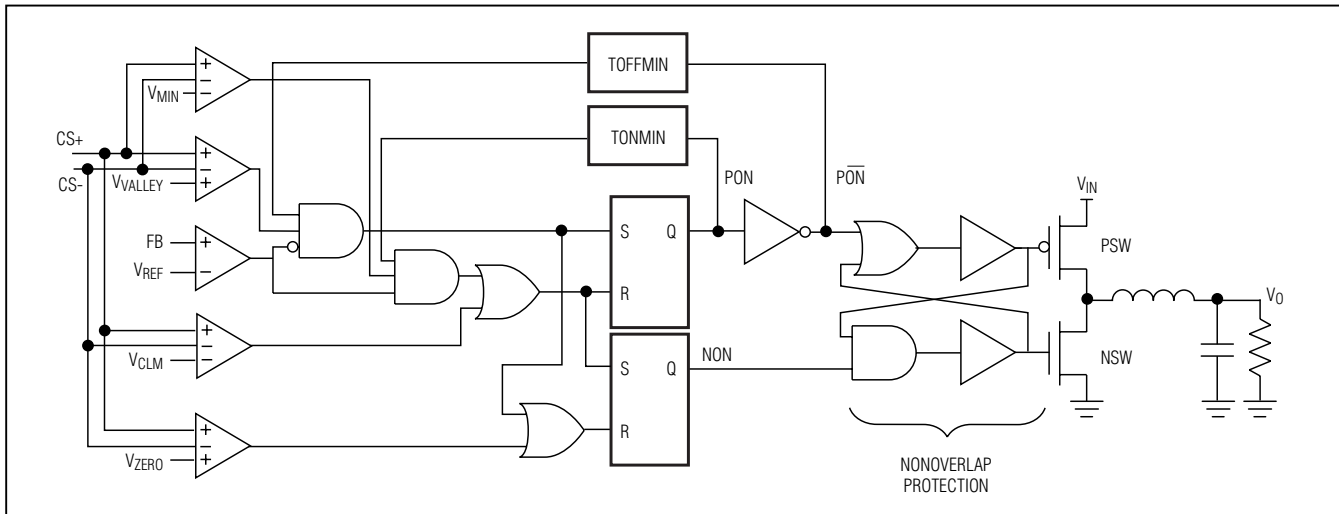 TOFFMIN
TONMIN
+
−
VMIN
−
CS+
CS-
+
−
VVALLEY
+
FB
+
VREF
−
+
−
VCLM
−
+
−
VZERO
+
S Q
R
S Q
R
PON
PON
NON
VIN
PSW
NSW
VO
NONOVERLAP
PROTECTION